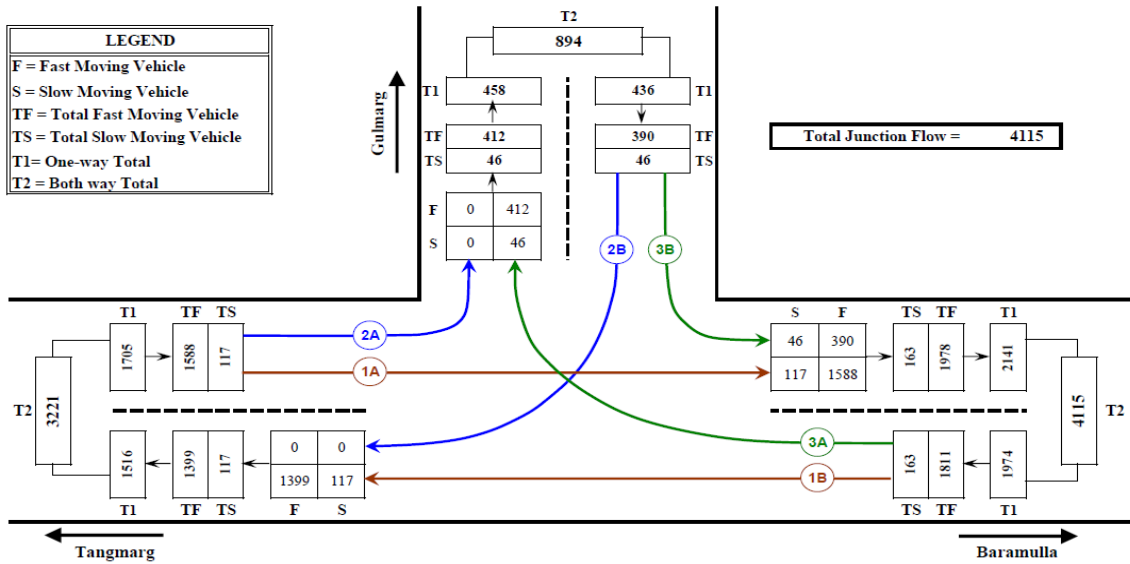 LEGEND
F = Fast Moving Vehicle
S = Slow Moving Vehicle
TF = Total Fast Moving Vehicle
TS = Total Slow Moving Vehicle
T1= One-way Total
T2 = Both way Total
Gulmarg
T2
894
T1 458 436 T1
TF 412 390 TF
TS 46 46 TS
F 0 412
S 0 46
Total Junction Flow = 4115
2B 3B
T1 TF TS
1705 1588 117
2A
1A
S F TS TF T1
46 390 163 1978 2141
117 1588
T2 3221
4115 T2
1516 1399 117
0 0
1399 117
T1 TF TS F S
3A
1B
163 1811 1974
TS TF T1
Tangmarg
Baramulla